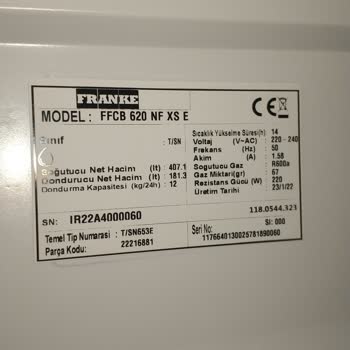 FRANKE
MODEL : FFCB 620 NF XS E
CE
Sınıf : T/SN
Soğutucu Net Hacim (lt) 407.1
Dondurucu Net Hacim (lt) 181.3
Dondurma Kapasitesi (kg/24h) 12
Sıcaklık Yükselme Süresi(h) 14
Voltaj (V~AC) : 220-240
Frekans (Hz) : 50
Akım (A) : 1.58
Soğutucu Gaz R600a
Gaz Miktarı(gr) 67
Rezistans Gücü (W) 220
Üretim Tarihi 23/1/22
SN: IR22A4000060
118.0544.323
Temel Tip Numarası : T/SN653E
Parça Kodu: 22216881
SI: 000
Seri No: 1176640130025781890060